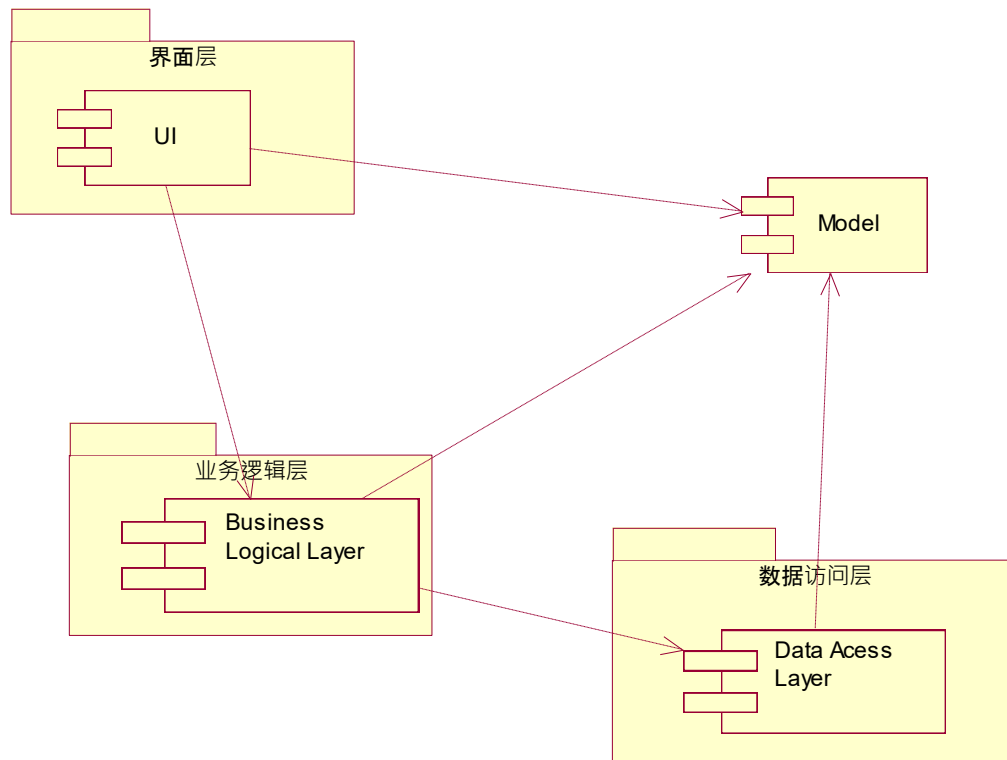 界面层
UI
Model
业务逻辑层
Business
Logical Layer
数据访问层
Data Acess
Layer